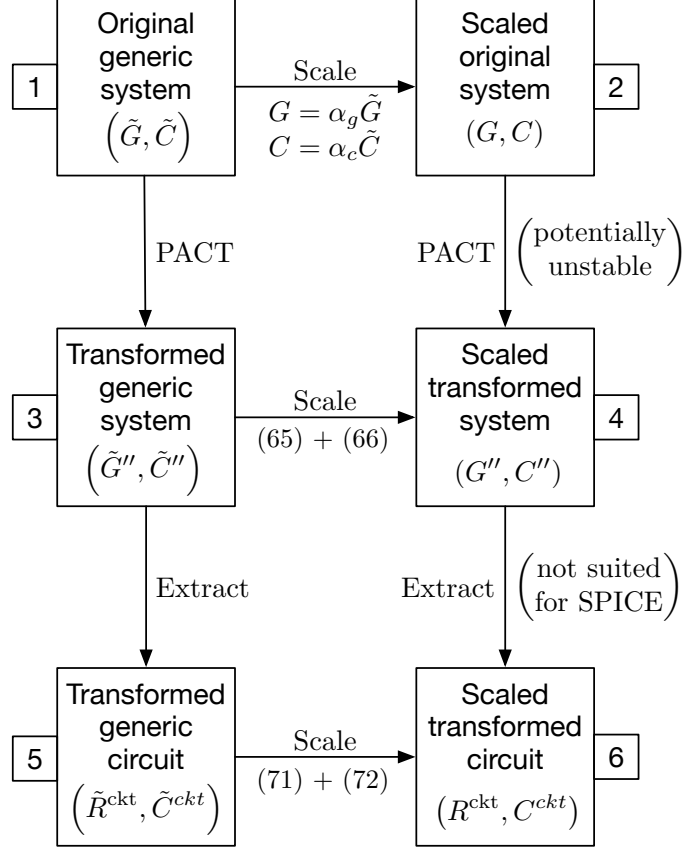 Original
generic
system
(G̃, C̃)
1
Scale
G = α_g G̃
C = α_c C̃
Scaled
original
system
(G, C)
2
PACT
PACT
(potentially
unstable)
Transformed
generic
system
(G̃′′, C̃′′)
3
Scale
(65) + (66)
Scaled
transformed
system
(G′′, C′′)
4
Extract
Extract
(not suited
for SPICE)
Transformed
generic
circuit
(R̃^ckt, C̃^ckt)
5
Scale
(71) + (72)
Scaled
transformed
circuit
(R^ckt, C^ckt)
6